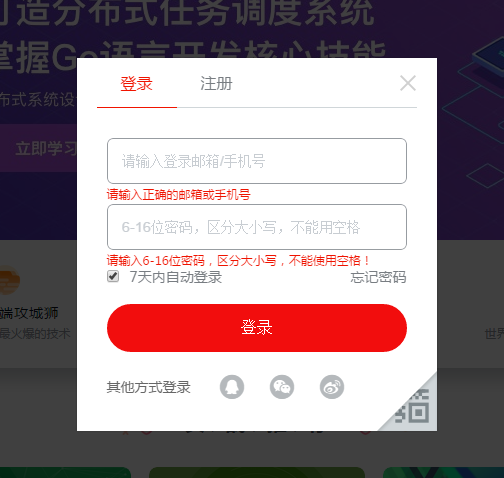 打造分布式任务调度系统
掌握Go语言开发核心技能
布式系统设
立即学习
登录 注册
请输入登录邮箱/手机号
请输入正确的邮箱或手机号
6-16位密码，区分大小写，不能用空格
请输入6-16位密码，区分大小写，不能使用空格！
7天内自动登录 忘记密码
登录
其他方式登录
端攻城狮
最火爆的技术
世界